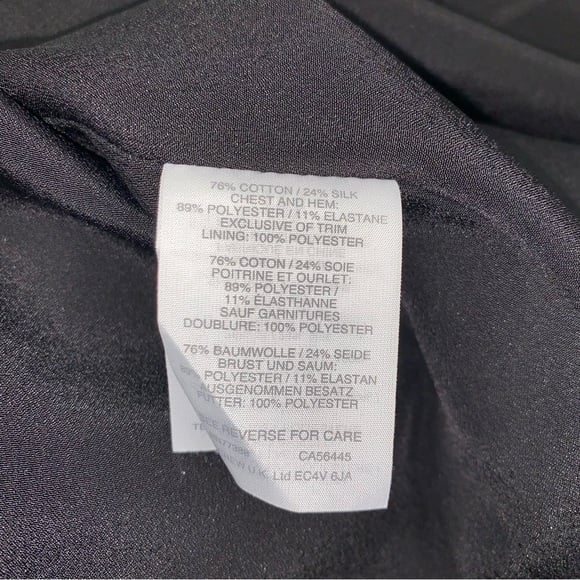 76% COTTON / 24% SILK
CHEST AND HEM:
89% POLYESTER / 11% ELASTANE
EXCLUSIVE OF TRIM
LINING: 100% POLYESTER
76% COTON / 24% SOIE
POITRINE ET OURLET:
89% POLYESTER /
11% ÉLASTHANNE
SAUF GARNITURES
DOUBLURE: 100% POLYESTER
76% BAUMWOLLE / 24% SEIDE
BRUST UND SAUM:
89% POLYESTER / 11% ELASTAN
AUSGENOMMEN BESATZ
FUTTER: 100% POLYESTER
REVERSE FOR CARE
CA56445
U.K. Ltd EC4V 6JA